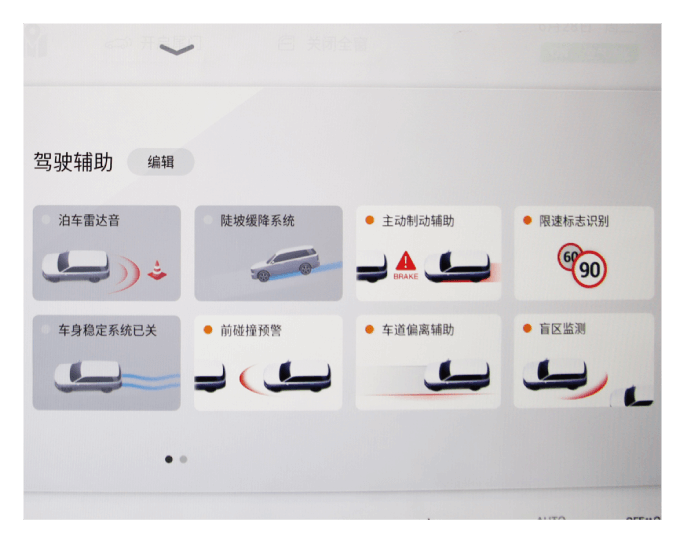 驾驶辅助 编辑
泊车雷达音
陡坡缓降系统
主动制动辅助
限速标志识别
BRAKE
60
90
车身稳定系统已关
前碰撞预警
车道偏离辅助
盲区监测